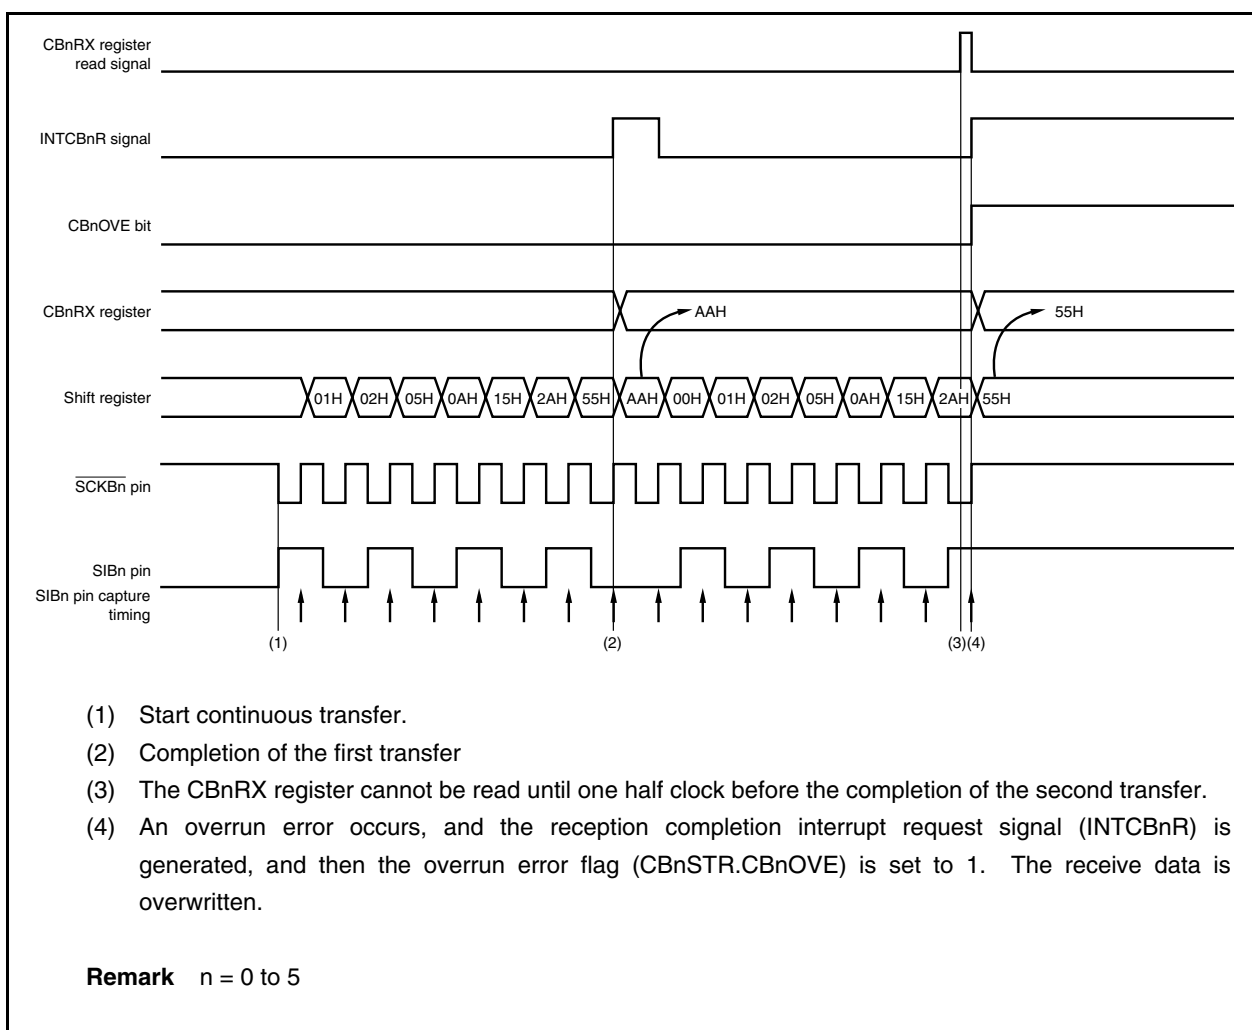 CBnRX register
read signal
INTCBnR signal
CBnOVE bit
CBnRX register
AAH
55H
Shift register
01H 02H 05H 0AH 15H 2AH 55H AAH 00H 01H 02H 05H 0AH 15H 2AH 55H
SCKBn pin
SIBn pin
SIBn pin capture
timing
(1) (2) (3)(4)
(1) Start continuous transfer.
(2) Completion of the first transfer
(3) The CBnRX register cannot be read until one half clock before the completion of the second transfer.
(4) An overrun error occurs, and the reception completion interrupt request signal (INTCBnR) is
generated, and then the overrun error flag (CBnSTR.CBnOVE) is set to 1. The receive data is
overwritten.
Remark n = 0 to 5